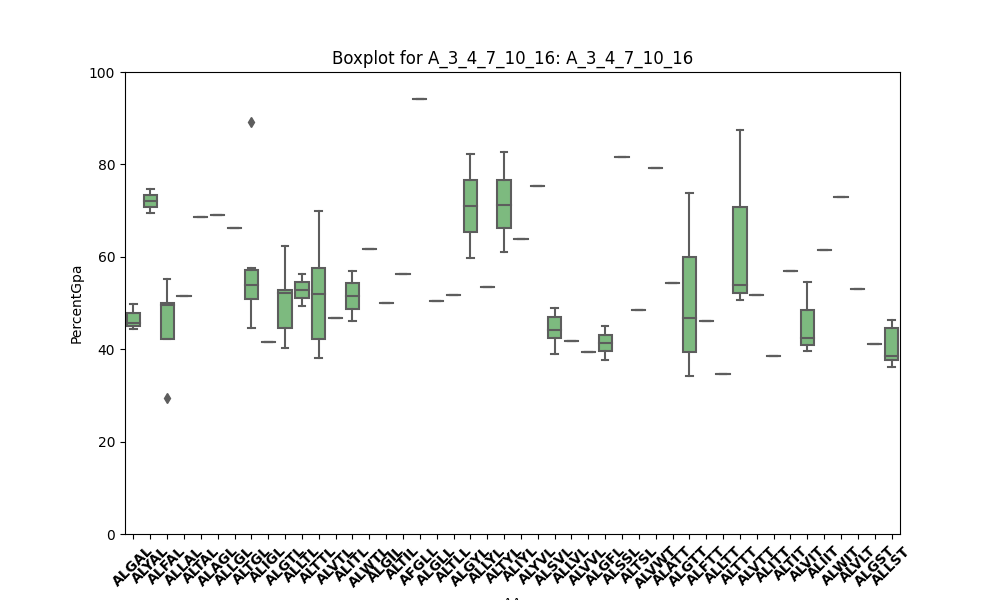 Boxplot for A_3_4_7_10_16: A_3_4_7_10_16
PercentGpa
100
80
60
40
20
0
ALGAL
ALYAL
ALFAL
ALLAL
ALTAL
ALAGL
ALLGL
ALTGL
ALIGL
ALGTL
ALLTL
ALTTL
ALVTL
ALITL
ALWTL
ALGIL
ALTIL
AFGLL
ALGLL
ALTLL
ALGYL
ALLYL
ALTYL
ALIYL
ALYVL
ALSVL
ALLVL
ALVVL
ALGFL
ALSSL
ALTSL
ALVWT
ALATT
ALGTT
ALFTT
ALLTT
ALTTT
ALVTT
ALITT
ALTIT
ALVIT
ALIIT
ALWIT
ALVLT
ALGST
ALLST